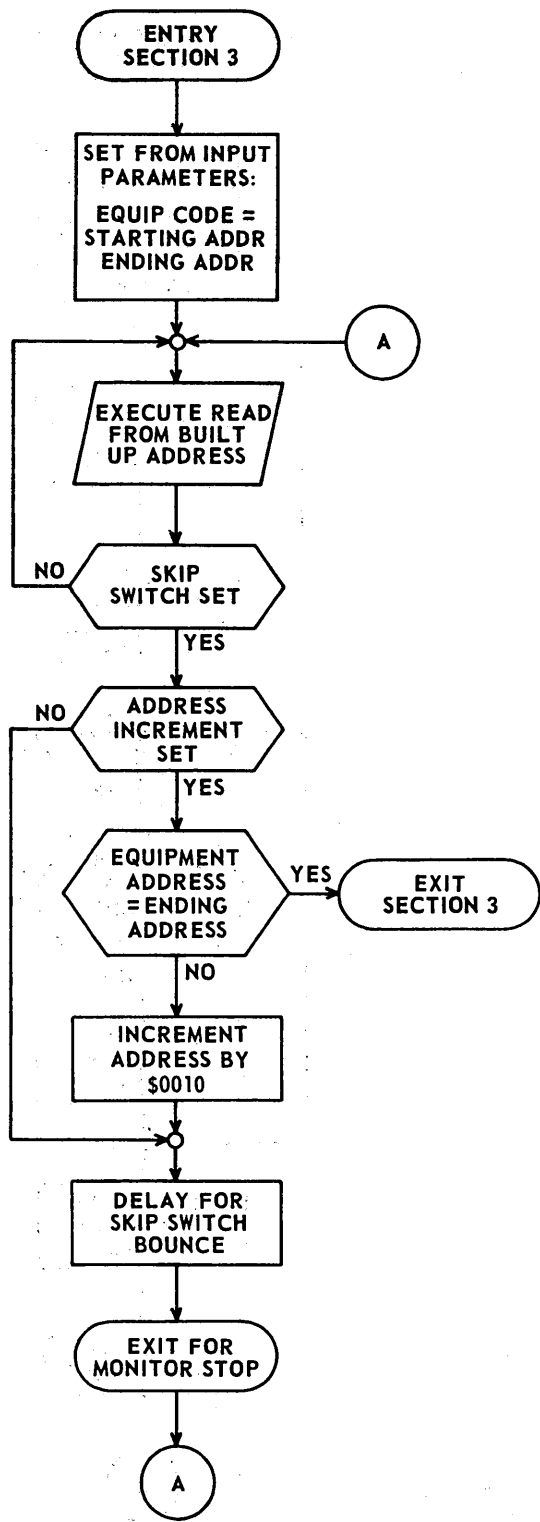 ENTRY
SECTION 3
SET FROM INPUT
PARAMETERS:
EQUIP CODE =
STARTING ADDR
ENDING ADDR
A
EXECUTE READ
FROM BUILT
UP ADDRESS
NO
SKIP
SWITCH SET
YES
NO
ADDRESS
INCREMENT
SET
YES
EQUIPMENT
ADDRESS
= ENDING
ADDRESS
YES
EXIT
SECTION 3
NO
INCREMENT
ADDRESS BY
$0010
DELAY FOR
SKIP SWITCH
BOUNCE
EXIT FOR
MONITOR STOP
A